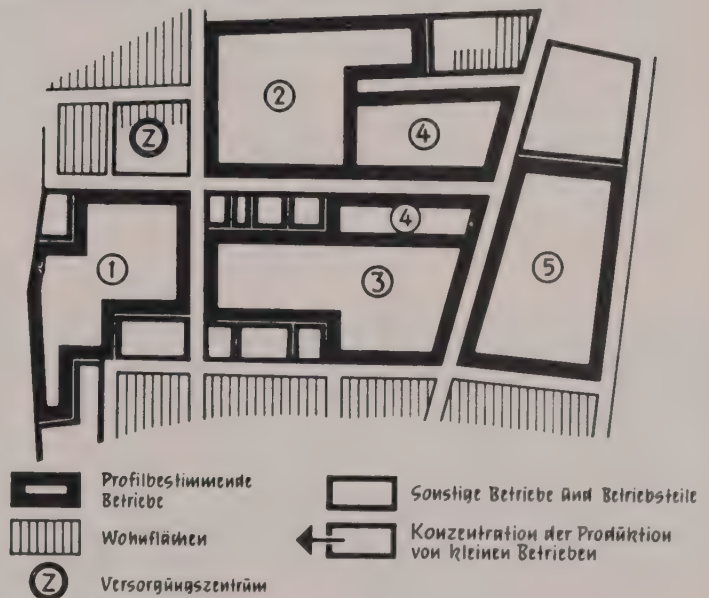 2
4
Z
4
1
3
5
Profilbestimmende
Betriebe
Wohnflächen
Z Versorgungszentrum
Sonstige Betriebe und Betriebsteile
Konzentration der Produktion
von kleinen Betrieben